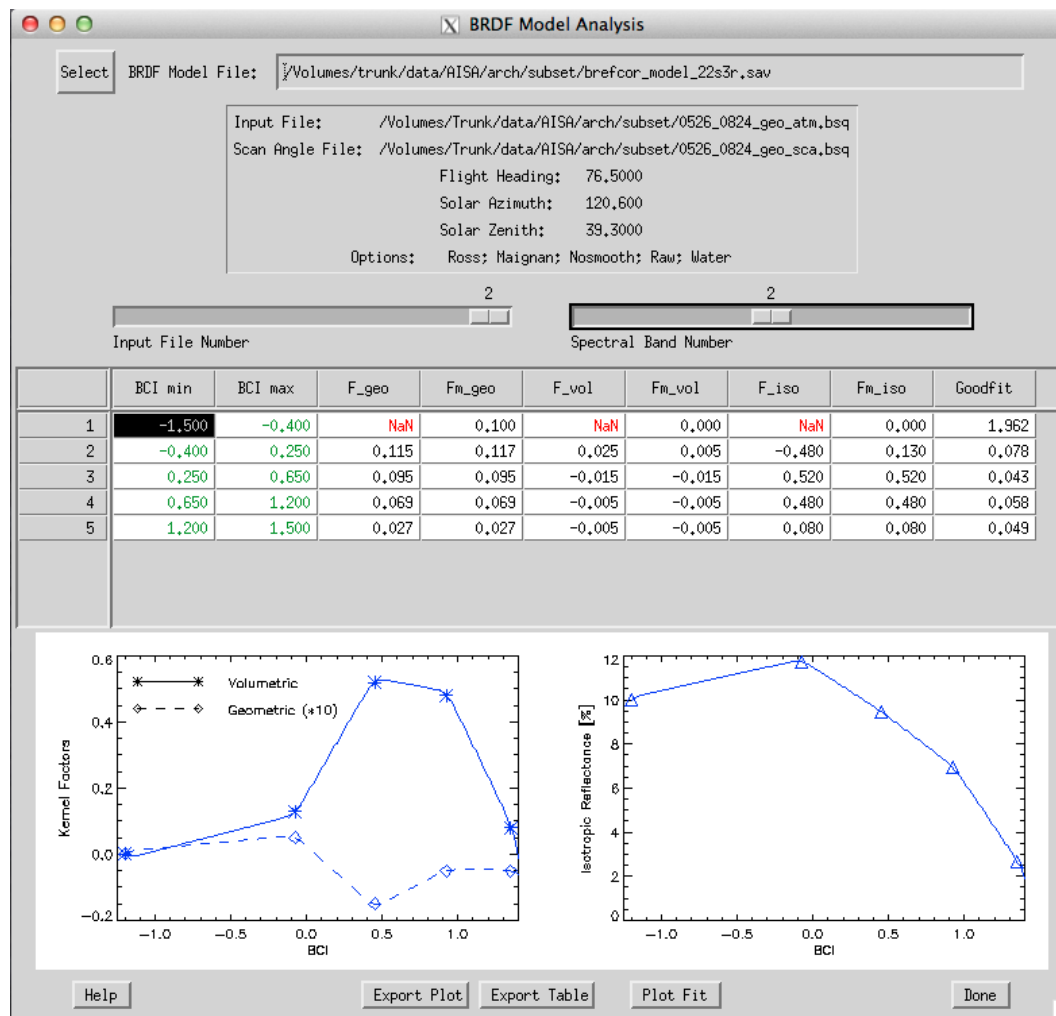 BRDF Model Analysis
Select BRDF Model File: /Volumes/trunk/data/AISA/arch/subset/brefcor_model_22s3r.sav
Input File: /Volumes/Trunk/data/AISA/arch/subset/0526_0824_geo_atm.bsq
Scan Angle File: /Volumes/Trunk/data/AISA/arch/subset/0526_0824_geo_sca.bsq
Flight Heading: 76.5000
Solar Azimuth: 120.600
Solar Zenith: 39.3000
Options: Ross; Maignan; Nosmooth; Raw; Water
2 2
Input File Number Spectral Band Number
BCI min BCI max F_geo Fm_geo F_vol Fm_vol F_iso Fm_iso Goodfit
1 -1.500 -0.400 NaN 0.100 NaN 0.000 NaN 0.000 1.962
2 -0.400 0.250 0.115 0.117 0.025 0.005 -0.480 0.130 0.078
3 0.250 0.650 0.095 0.095 -0.015 -0.015 0.520 0.520 0.043
4 0.650 1.200 0.069 0.069 -0.005 -0.005 0.480 0.480 0.058
5 1.200 1.500 0.027 0.027 -0.005 -0.005 0.080 0.080 0.049
Kernel Factors
0.6
0.4
0.2
0.0
-0.2
Volumetric
Geometric (*10)
-1.0 -0.5 0.0 0.5 1.0
BCI
Isotropic Reflectance [%]
12
10
8
6
4
2
0
-1.0 -0.5 0.0 0.5 1.0
BCI
Help Export Plot Export Table Plot Fit Done